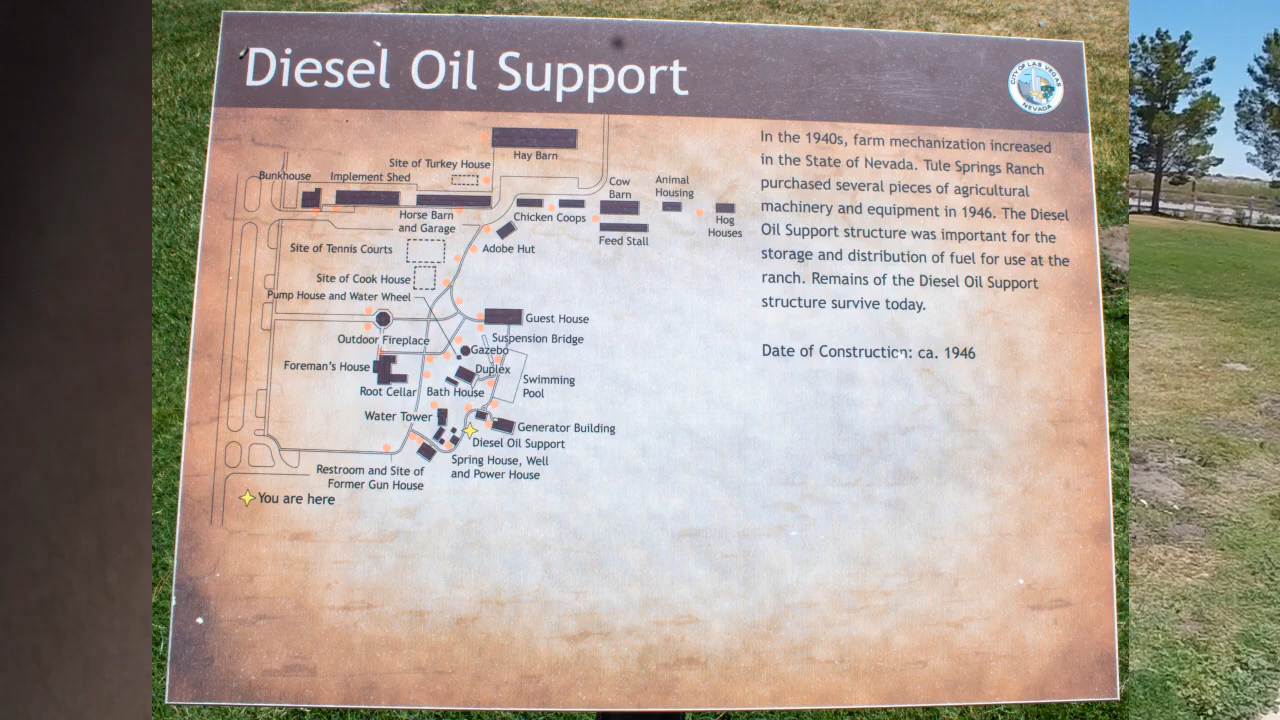 Diesel Oil Support
CITY OF LAS VEGAS
NEVADA
In the 1940s, farm mechanization increased
in the State of Nevada. Tule Springs Ranch
purchased several pieces of agricultural
machinery and equipment in 1946. The Diesel
Oil Support structure was important for the
storage and distribution of fuel for use at the
ranch. Remains of the Diesel Oil Support
structure survive today.
Date of Construction: ca. 1946
Hay Barn
Site of Turkey House
Bunkhouse
Implement Shed
Cow
Barn
Animal
Housing
Horse Barn
and Garage
Chicken Coops
Hog
Houses
Feed Stall
Site of Tennis Courts
Adobe Hut
Site of Cook House
Pump House and Water Wheel
Guest House
Outdoor Fireplace
Suspension Bridge
Gazebo
Foreman's House
Duplex
Swimming
Pool
Root Cellar
Bath House
Water Tower
Generator Building
Diesel Oil Support
Spring House, Well
and Power House
Restroom and Site of
Former Gun House
You are here